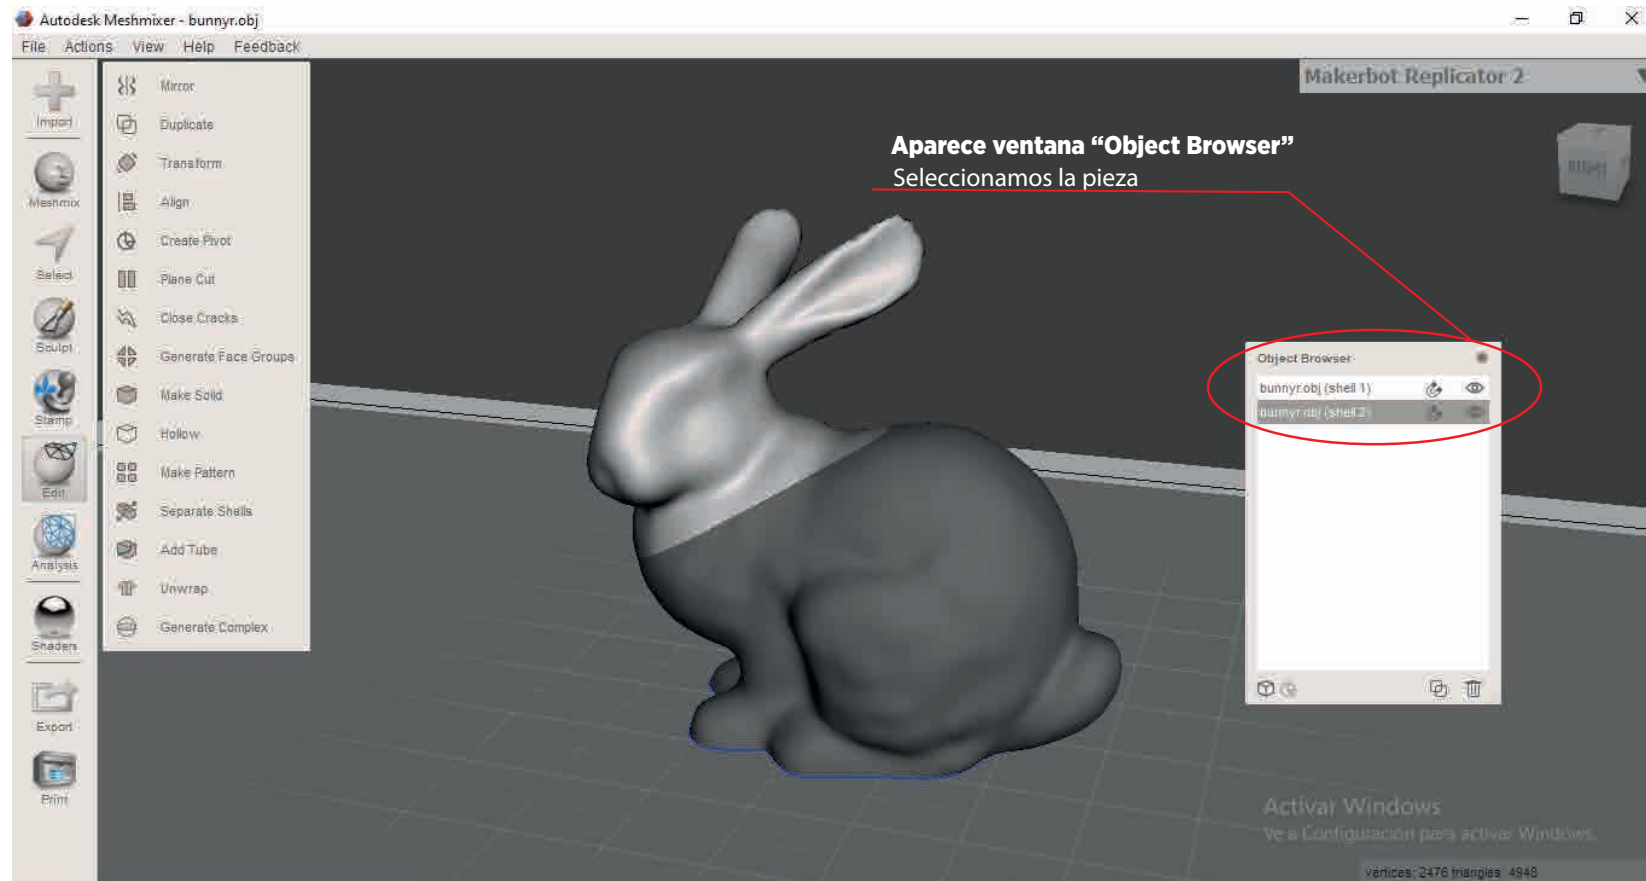 Autodesk Meshmixer - bunnyr.obj
File Actions View Help Feedback
Import
Meshmix
Select
Sculpt
Stamp
Edit
Analysis
Shaders
Export
Print
Mirror
Duplicate
Transform
Align
Create Pivot
Plane Cut
Close Cracks
Generate Face Groups
Make Solid
Hollow
Make Pattern
Separate Shells
Add Tube
Unwrap
Generate Complex
Aparece ventana “Object Browser”
Seleccionamos la pieza
Makerbot Replicator 2
RIGHT
Object Browser
bunnyr.obj (shell 1)
bunnyr.obj (shell 2)
Activar Windows
Ve a Configuración para activar Windows.
vertices: 2476 triangles: 4948